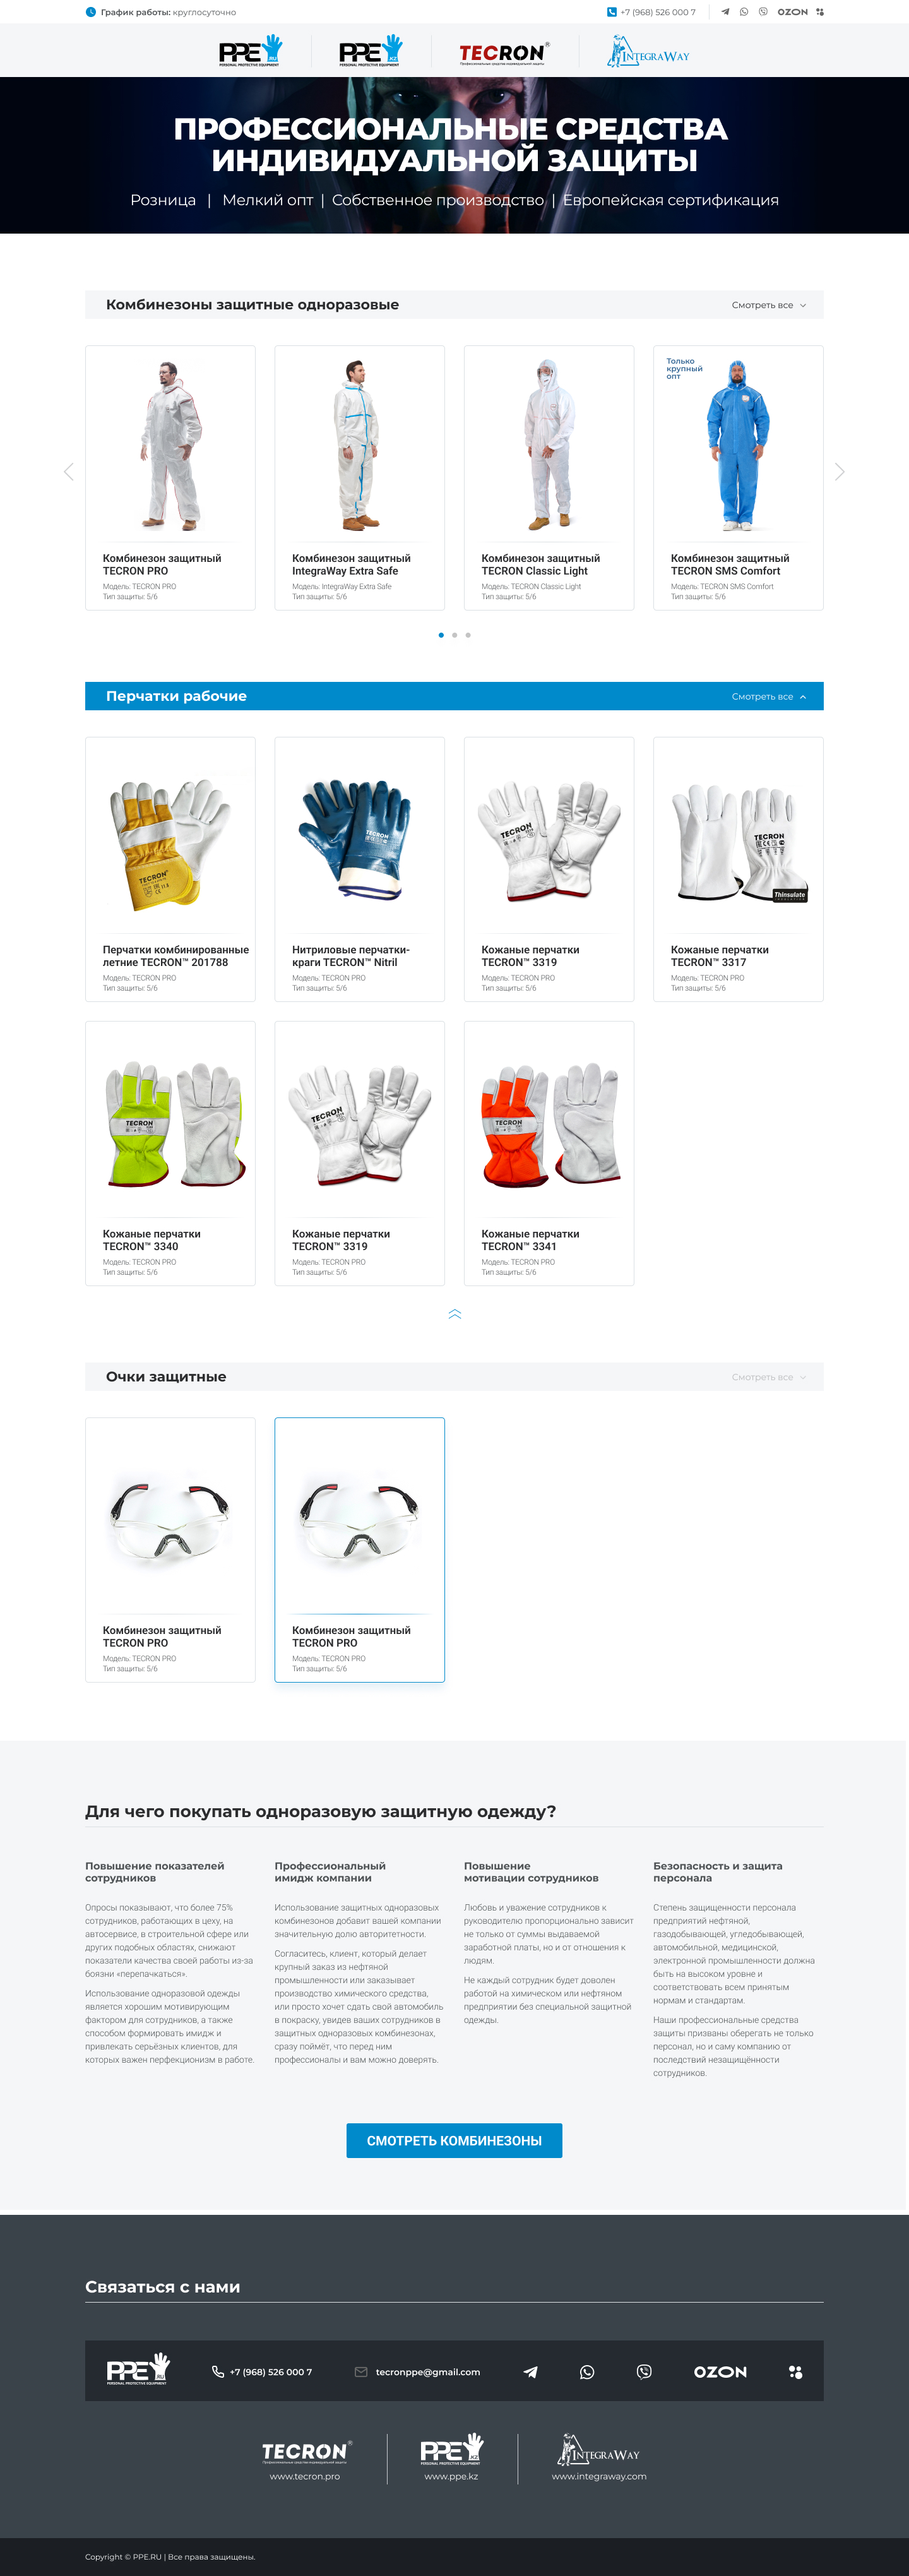 График работы: круглосуточно
+7 (968) 526 000 7
OZON
PPE
RU
PERSONAL PROTECTIVE EQUIPMENT
PPE
KZ
PERSONAL PROTECTIVE EQUIPMENT
TECRON®
Профессиональные средства индивидуальной защиты
INTEGRAWAY
ПРОФЕССИОНАЛЬНЫЕ СРЕДСТВА
ИНДИВИДУАЛЬНОЙ ЗАЩИТЫ
Розница | Мелкий опт | Собственное производство | Европейская сертификация
Комбинезоны защитные одноразовые
Смотреть все
Только
крупный
опт
Комбинезон защитный
TECRON PRO
Модель: TECRON PRO
Тип защиты: 5/6
Комбинезон защитный
IntegraWay Extra Safe
Модель: IntegraWay Extra Safe
Тип защиты: 5/6
Комбинезон защитный
TECRON Classic Light
Модель: TECRON Classic Light
Тип защиты: 5/6
Комбинезон защитный
TECRON SMS Comfort
Модель: TECRON SMS Comfort
Тип защиты: 5/6
Перчатки рабочие
Смотреть все
TECRON
TECRON
TECRON
TECRON
Thinsulate
Перчатки комбинированные
летние TECRON™ 201788
Модель: TECRON PRO
Тип защиты: 5/6
Нитриловые перчатки-
краги TECRON™ Nitril
Модель: TECRON PRO
Тип защиты: 5/6
Кожаные перчатки
TECRON™ 3319
Модель: TECRON PRO
Тип защиты: 5/6
Кожаные перчатки
TECRON™ 3317
Модель: TECRON PRO
Тип защиты: 5/6
TECRON
TECRON
TECRON
Кожаные перчатки
TECRON™ 3340
Модель: TECRON PRO
Тип защиты: 5/6
Кожаные перчатки
TECRON™ 3319
Модель: TECRON PRO
Тип защиты: 5/6
Кожаные перчатки
TECRON™ 3341
Модель: TECRON PRO
Тип защиты: 5/6
Очки защитные
Смотреть все
Комбинезон защитный
TECRON PRO
Модель: TECRON PRO
Тип защиты: 5/6
Комбинезон защитный
TECRON PRO
Модель: TECRON PRO
Тип защиты: 5/6
Для чего покупать одноразовую защитную одежду?
Повышение показателей
сотрудников
Опросы показывают, что более 75%
сотрудников, работающих в цеху, на
автосервисе, в строительной сфере или
других подобных областях, снижают
показатели качества своей работы из-за
боязни «перепачкаться».
Использование одноразовой одежды
является хорошим мотивирующим
фактором для сотрудников, а также
способом формировать имидж и
привлекать серьёзных клиентов, для
которых важен перфекционизм в работе.
Профессиональный
имидж компании
Использование защитных одноразовых
комбинезонов добавит вашей компании
значительную долю авторитетности.
Согласитесь, клиент, который делает
крупный заказ из нефтяной
промышленности или заказывает
производство химического средства,
или просто хочет сдать свой автомобиль
в покраску, увидев ваших сотрудников в
защитных одноразовых комбинезонах,
сразу поймёт, что перед ним
профессионалы и вам можно доверять.
Повышение
мотивации сотрудников
Любовь и уважение сотрудников к
руководителю пропорционально зависит
не только от суммы выдаваемой
заработной платы, но и от отношения к
людям.
Не каждый сотрудник будет доволен
работой на химическом или нефтяном
предприятии без специальной защитной
одежды.
Безопасность и защита
персонала
Степень защищенности персонала
предприятий нефтяной,
газодобывающей, угледобывающей,
автомобильной, медицинской,
электронной промышленности должна
быть на высоком уровне и
соответствовать всем принятым
нормам и стандартам.
Наши профессиональные средства
защиты призваны оберегать не только
персонал, но и саму компанию от
последствий незащищённости
сотрудников.
СМОТРЕТЬ КОМБИНЕЗОНЫ
Связаться с нами
PPE
RU
PERSONAL PROTECTIVE EQUIPMENT
+7 (968) 526 000 7
tecronppe@gmail.com
OZON
TECRON®
Профессиональные средства индивидуальной защиты
www.tecron.pro
PPE
KZ
PERSONAL PROTECTIVE EQUIPMENT
www.ppe.kz
INTEGRAWAY
www.integraway.com
Copyright © PPE.RU | Все права защищены.